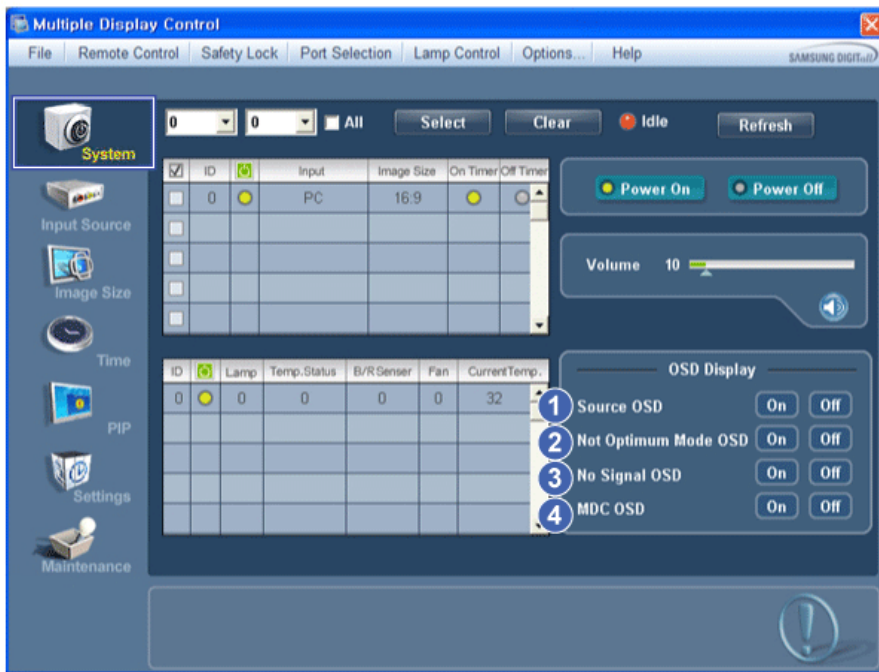 Multiple Display Control
File Remote Control Safety Lock Port Selection Lamp Control Options... Help
SAMSUNG DIGITall
System
0 0 All Select Clear Idle Refresh
ID Input Image Size On Timer Off Timer
0 PC 16:9
Power On Power Off
Input Source
Volume 10
Image Size
Time
ID Lamp Temp.Status B/R Senser Fan CurrentTemp.
0 0 0 0 0 32
OSD Display
1 Source OSD On Off
2 Not Optimum Mode OSD On Off
3 No Signal OSD On Off
4 MDC OSD On Off
PIP
Settings
Maintenance